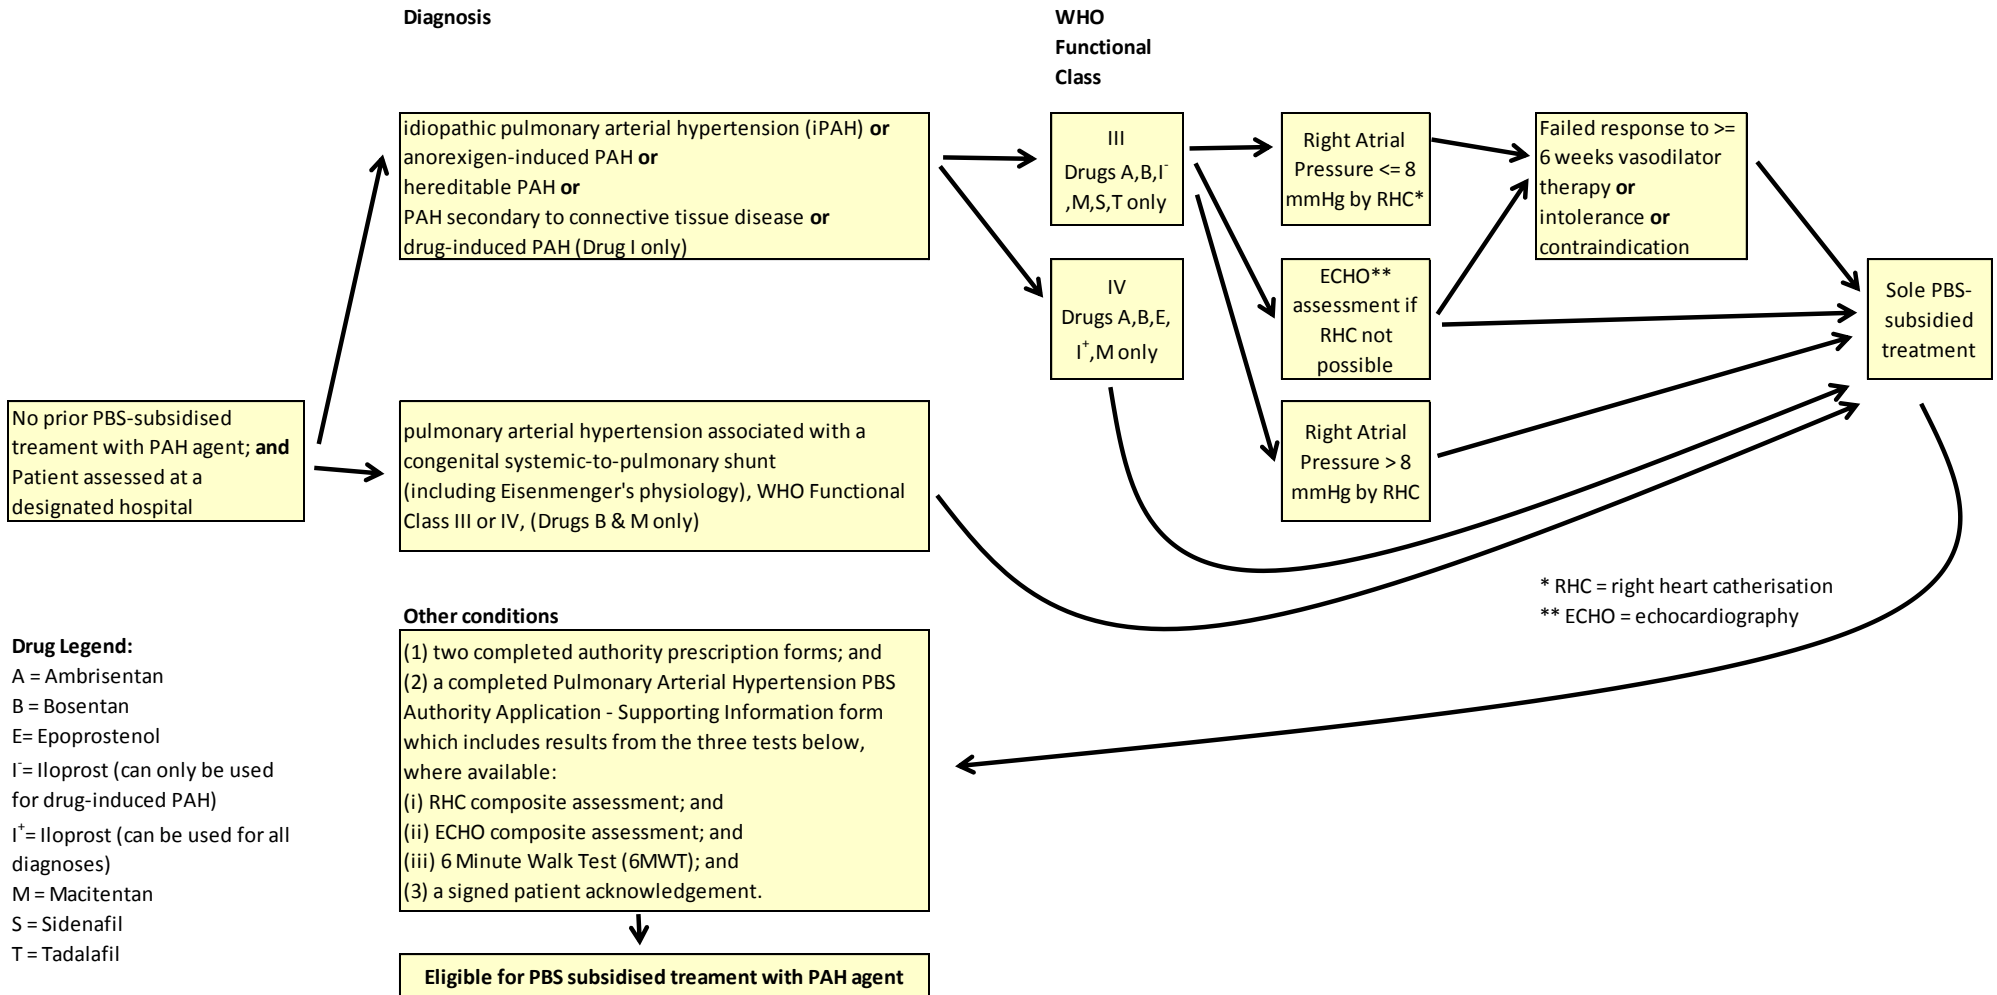 Diagnosis
WHO
Functional
Class
idiopathic pulmonary arterial hypertension (iPAH) or
anorexigen-induced PAH or
hereditable PAH or
PAH secondary to connective tissue disease or
drug-induced PAH (Drug I only)
III
Drugs A,B,I⁻
,M,S,T only
Right Atrial
Pressure <= 8
mmHg by RHC*
Failed response to >=
6 weeks vasodilator
therapy or
intolerance or
contraindication
IV
Drugs A,B,E,
I⁺,M only
ECHO**
assessment if
RHC not
possible
Sole PBS-
subsidied
treatment
No prior PBS-subsidised
treament with PAH agent; and
Patient assessed at a
designated hospital
pulmonary arterial hypertension associated with a
congenital systemic-to-pulmonary shunt
(including Eisenmenger's physiology), WHO Functional
Class III or IV, (Drugs B & M only)
Right Atrial
Pressure > 8
mmHg by RHC
* RHC = right heart catherisation
** ECHO = echocardiography
Other conditions
(1) two completed authority prescription forms; and
(2) a completed Pulmonary Arterial Hypertension PBS
Authority Application - Supporting Information form
which includes results from the three tests below,
where available:
(i) RHC composite assessment; and
(ii) ECHO composite assessment; and
(iii) 6 Minute Walk Test (6MWT); and
(3) a signed patient acknowledgement.
Drug Legend:
A = Ambrisentan
B = Bosentan
E= Epoprostenol
I⁻= Iloprost (can only be used
for drug-induced PAH)
I⁺= Iloprost (can be used for all
diagnoses)
M = Macitentan
S = Sidenafil
T = Tadalafil
Eligible for PBS subsidised treament with PAH agent